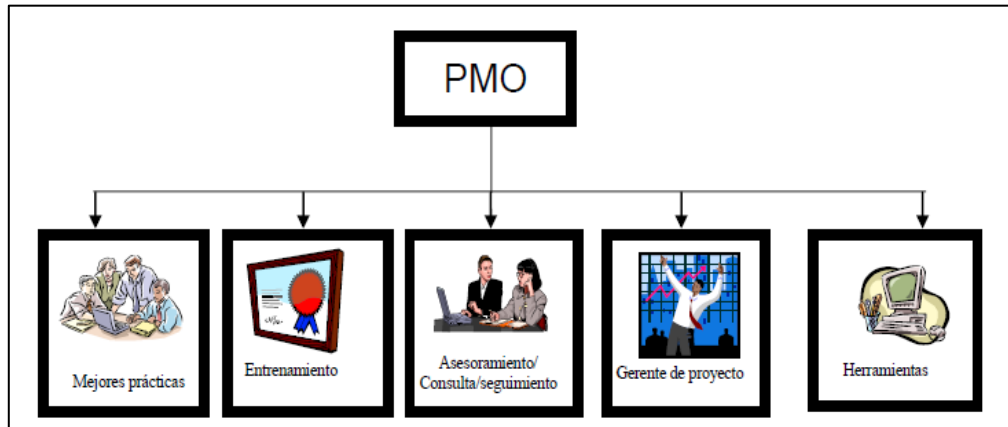 PMO
Mejores prácticas
Entrenamiento
Asesoramiento/
Consulta/seguimiento
Gerente de proyecto
Herramientas